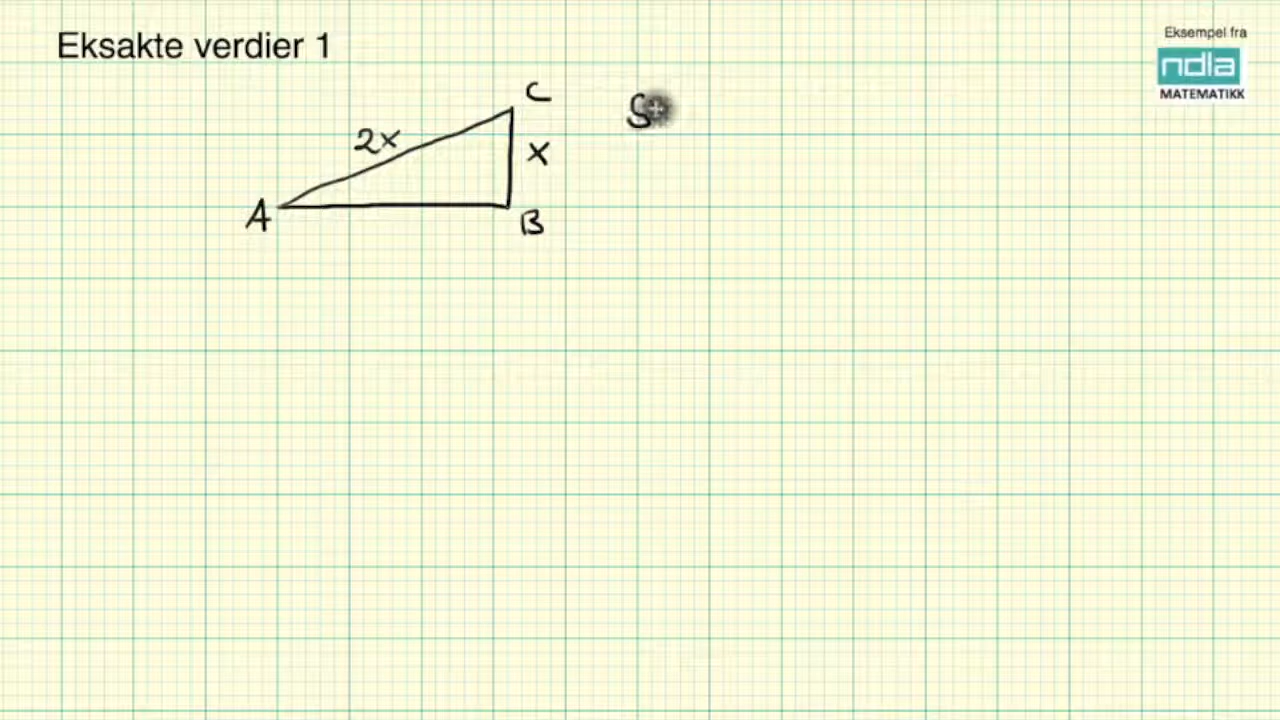 Eksakte verdier 1
Eksempel fra
ndla
MATEMATIKK
C
S
2x
x
A
B